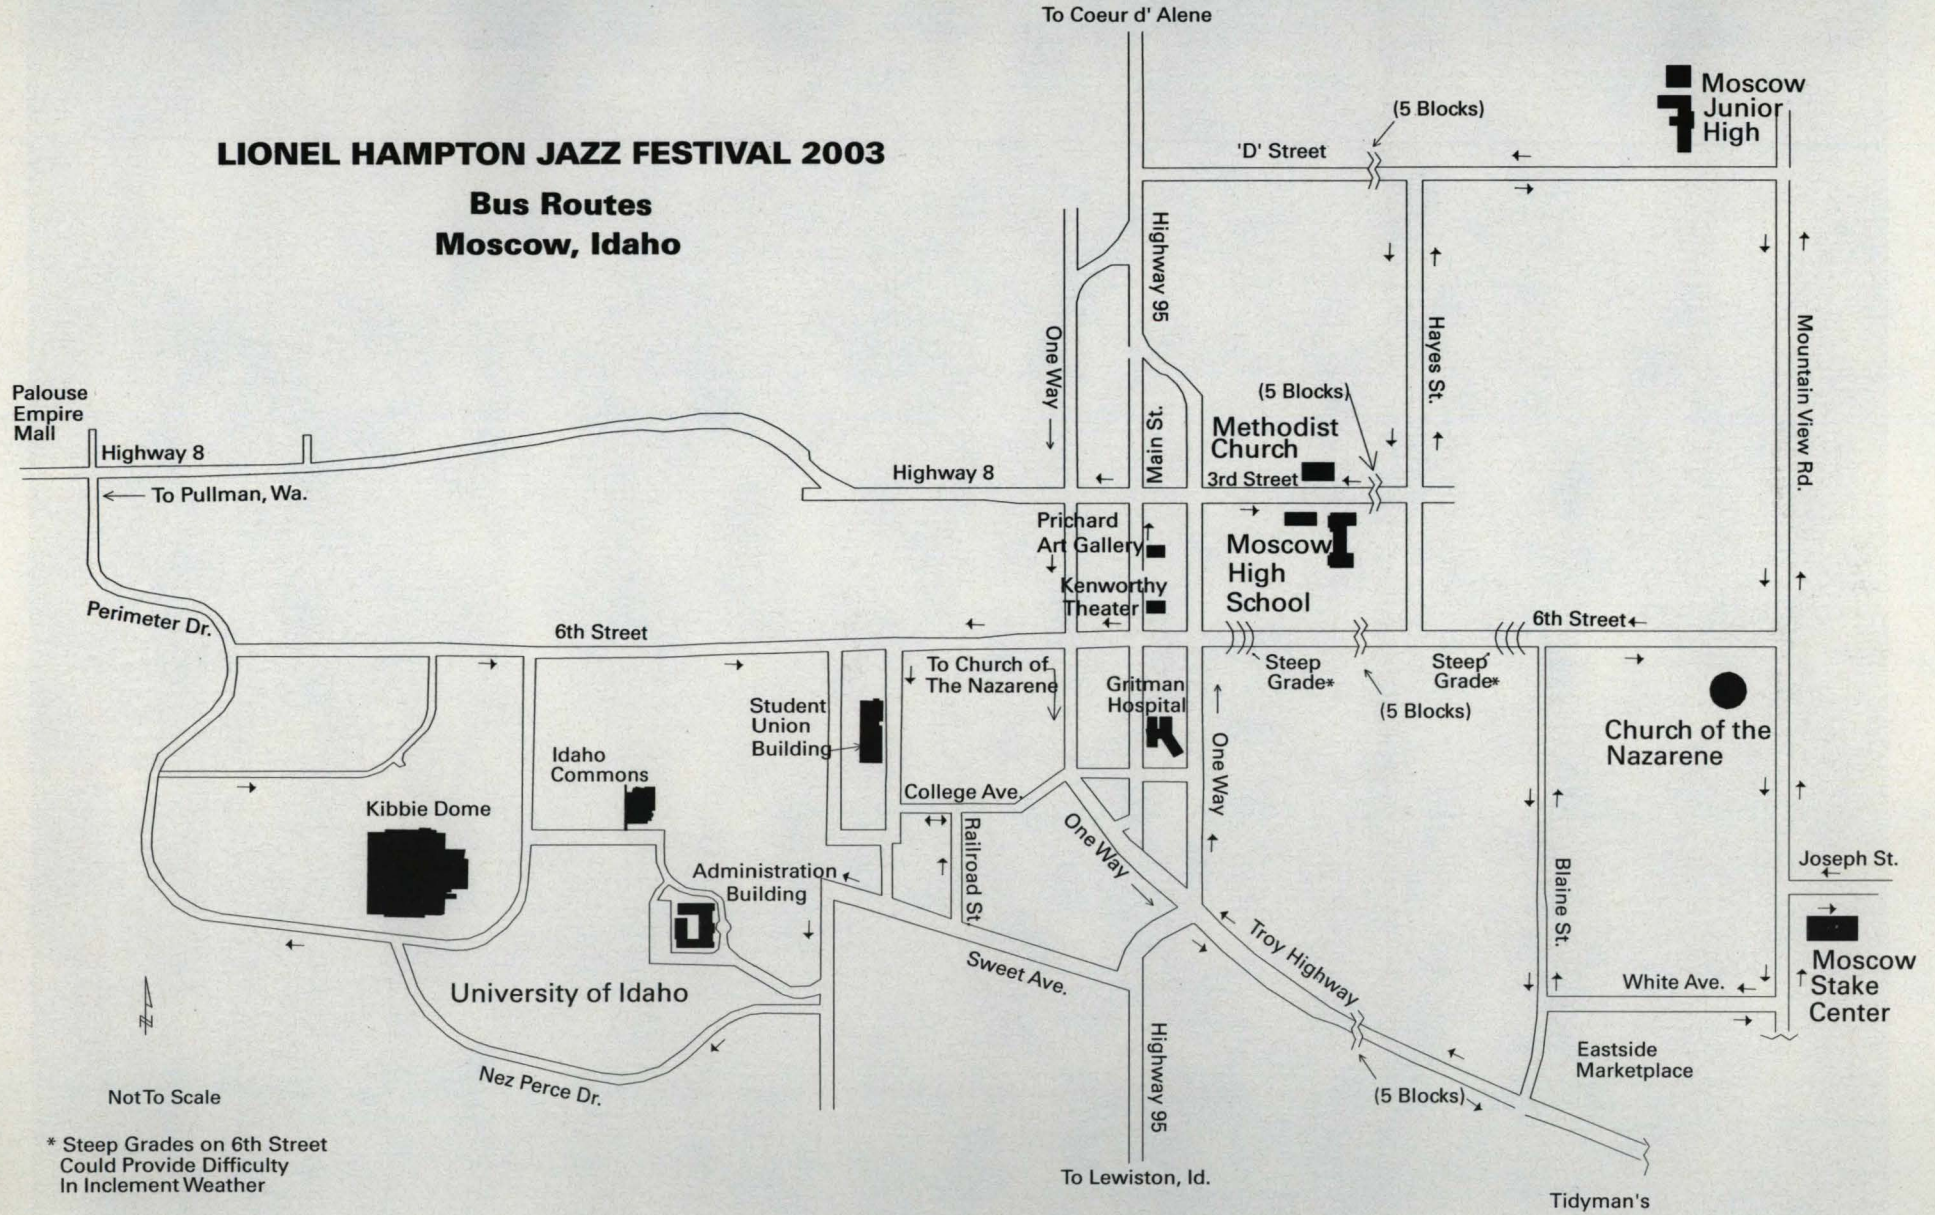 To Coeur d' Alene
LIONEL HAMPTON JAZZ FESTIVAL 2003
Bus Routes
Moscow, Idaho
(5 Blocks)
'D' Street
Moscow
Junior
High
Highway 95
One Way
Main St.
Hayes St.
Mountain View Rd.
Palouse
Empire
Mall
Highway 8
To Pullman, Wa.
Highway 8
(5 Blocks)
Methodist
Church
3rd Street
Prichard
Art Gallery
Kenworthy
Theater
Moscow
High
School
Perimeter Dr.
6th Street
6th Street
Steep
Grade*
Steep
Grade*
(5 Blocks)
To Church of
The Nazarene
Gritman
Hospital
Student
Union
Building
Idaho
Commons
Church of the
Nazarene
One Way
College Ave.
Kibbie Dome
Railroad St.
One Way
Administration
Building
Blaine St.
Joseph St.
Troy Highway
Sweet Ave.
University of Idaho
White Ave.
Moscow
Stake
Center
N
Highway 95
Eastside
Marketplace
Nez Perce Dr.
Not To Scale
(5 Blocks)
* Steep Grades on 6th Street
Could Provide Difficulty
In Inclement Weather
To Lewiston, Id.
Tidyman's